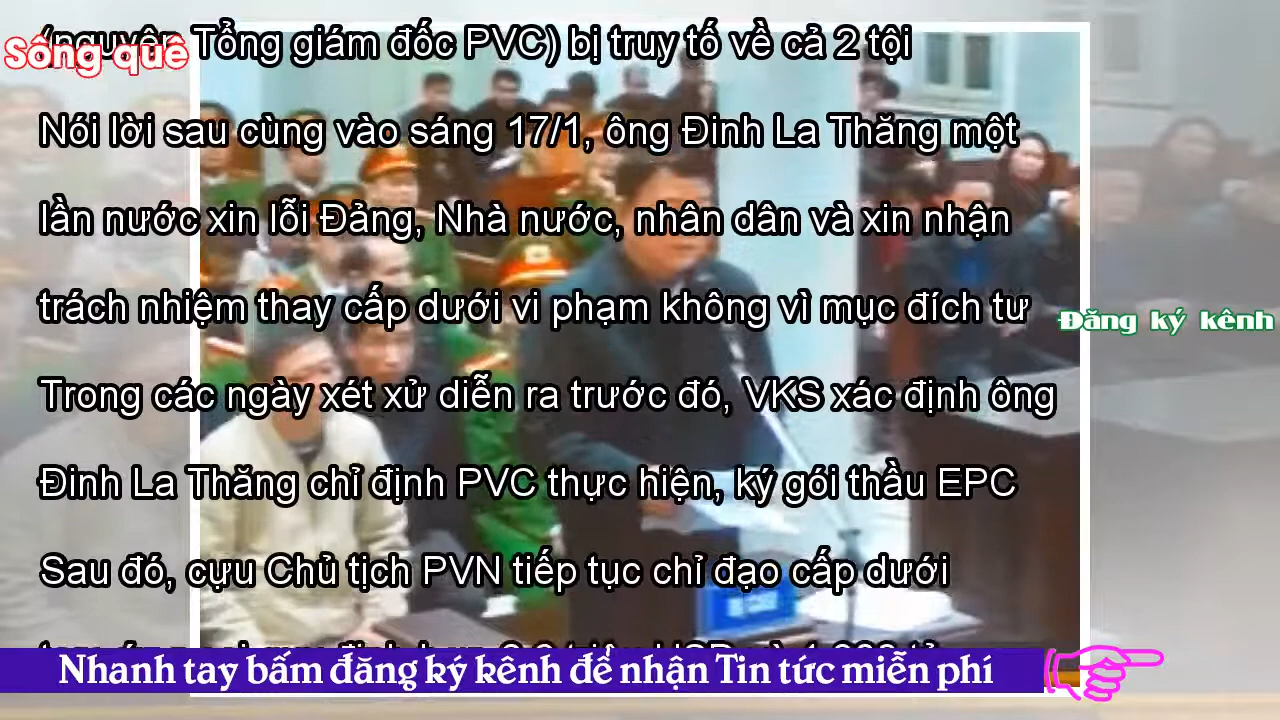 (nguyên Tổng giám đốc PVC) bị truy tố về cả 2 tội
Sông quê
Nói lời sau cùng vào sáng 17/1, ông Đinh La Thăng một
lần nước xin lỗi Đảng, Nhà nước, nhân dân và xin nhận
trách nhiệm thay cấp dưới vi phạm không vì mục đích tư
Đăng ký kênh
Trong các ngày xét xử diễn ra trước đó, VKS xác định ông
Đinh La Thăng chỉ định PVC thực hiện, ký gói thầu EPC
Sau đó, cựu Chủ tịch PVN tiếp tục chỉ đạo cấp dưới
Nhanh tay bấm đăng ký kênh để nhận Tin tức miễn phí